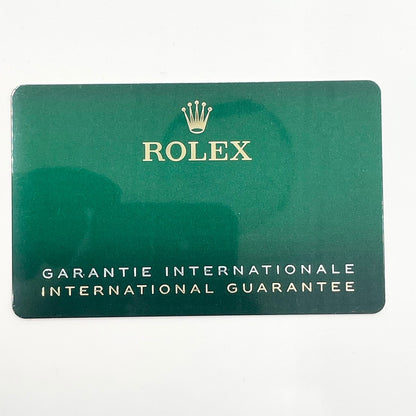 ROLEX
GARANTIE INTERNATIONALE
INTERNATIONAL GUARANTEE